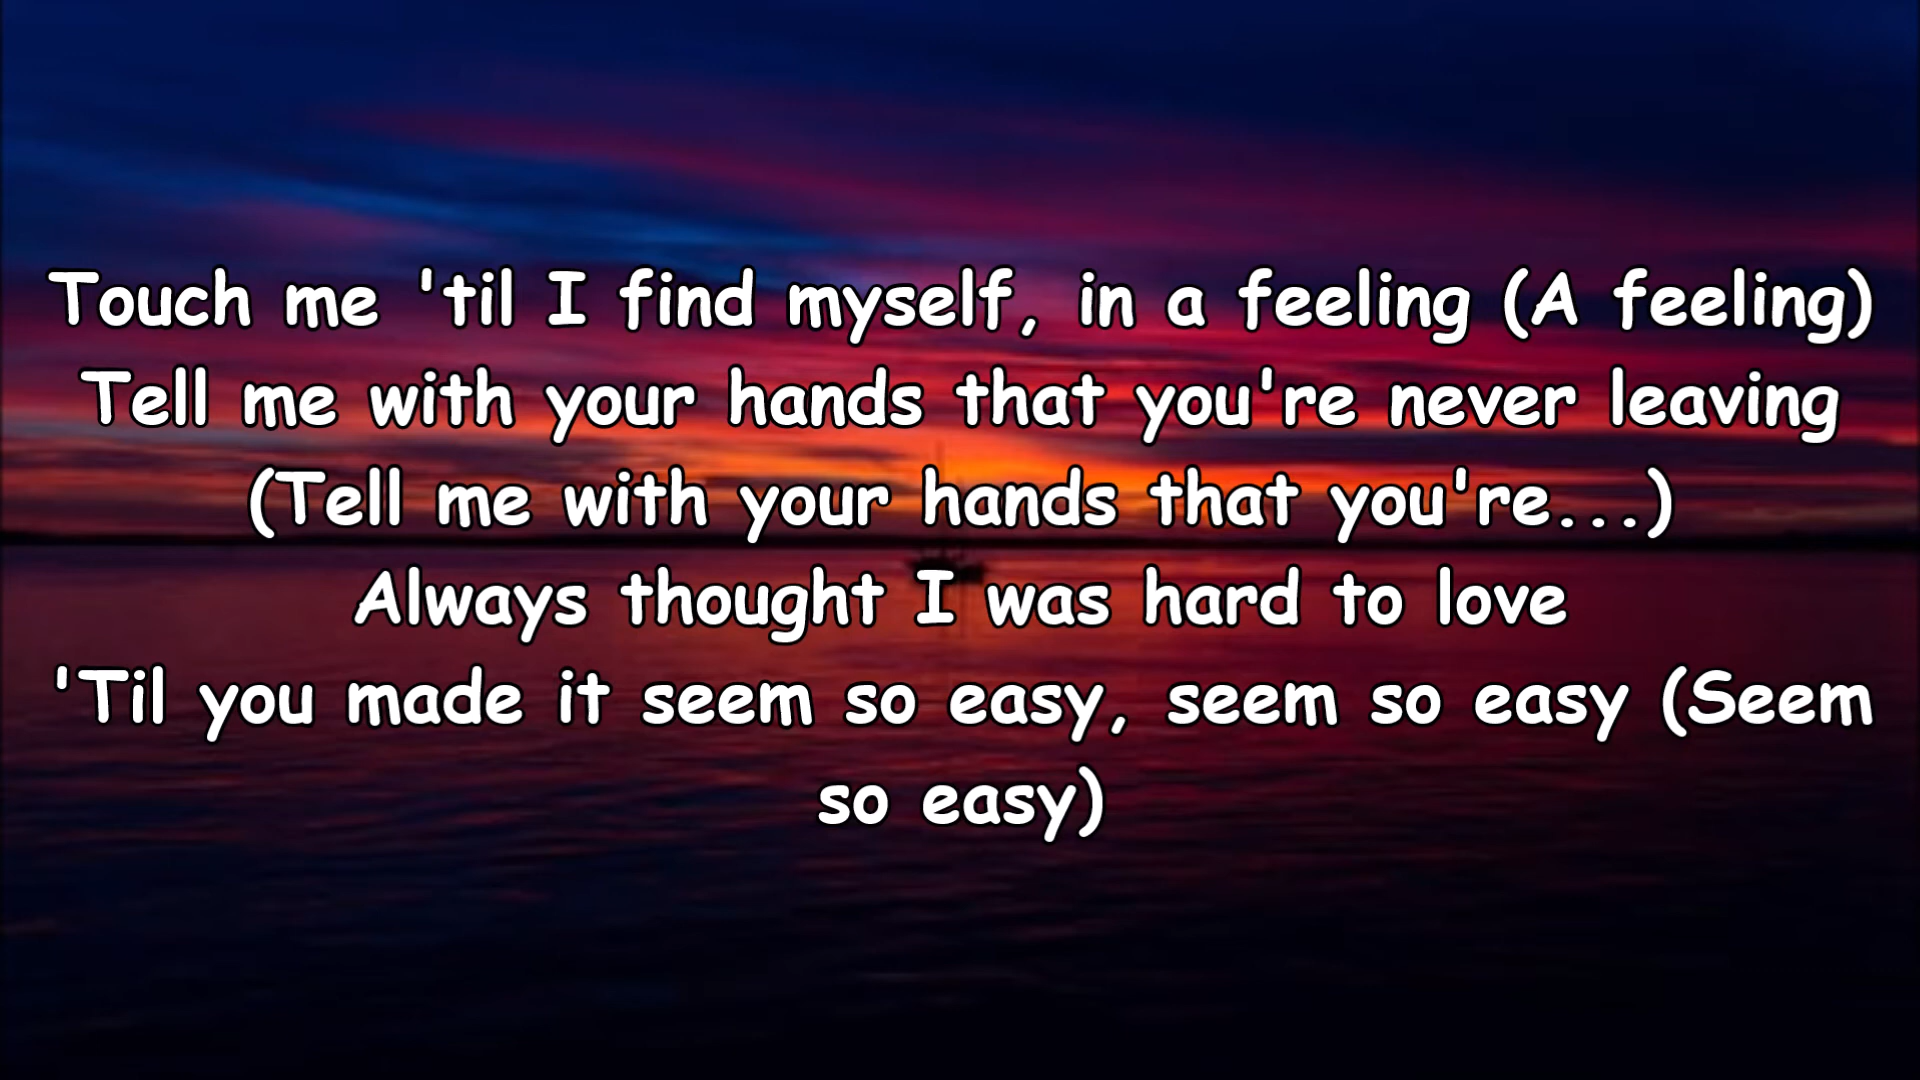 Touch me 'til I find myself, in a feeling (A feeling)
Tell me with your hands that you're never leaving
(Tell me with your hands that you're...)
Always thought I was hard to love
'Til you made it seem so easy, seem so easy (Seem
so easy)